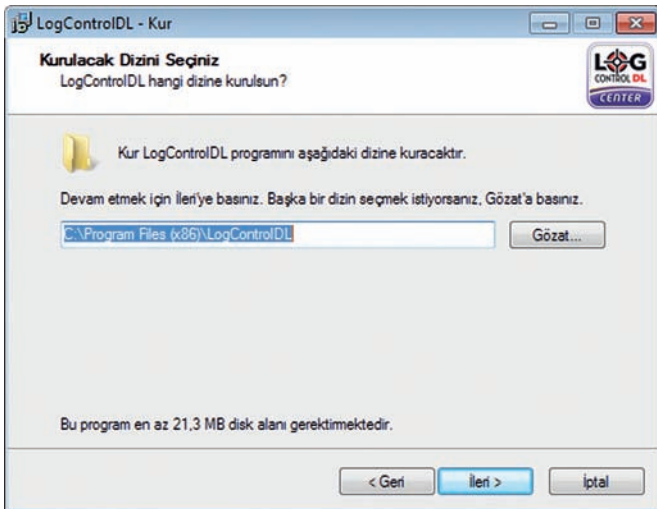 LogControlDL - Kur
Kurulacak Dizini Seçiniz
LogControlDL hangi dizine kurulsun?
LOG
CONTROL DL
CENTER
Kur LogControlDL programını aşağıdaki dizine kuracaktır.
Devam etmek için İleri'ye basınız. Başka bir dizin seçmek istiyorsanız, Gözat'a basınız.
C:\Program Files (x86)\LogControlDL
Gözat...
Bu program en az 21,3 MB disk alanı gerektirmektedir.
< Geri
İleri >
İptal